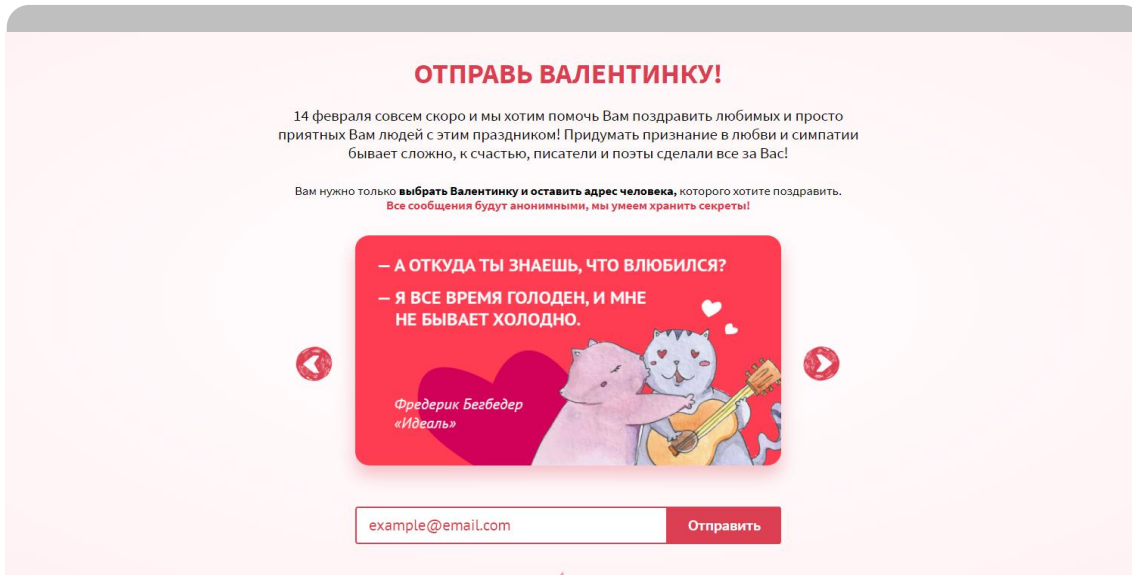 ОТПРАВЬ ВАЛЕНТИНКУ!
14 февраля совсем скоро и мы хотим помочь Вам поздравить любимых и просто
приятных Вам людей с этим праздником! Придумать признание в любви и симпатии
бывает сложно, к счастью, писатели и поэты сделали все за Вас!
Вам нужно только выбрать Валентинку и оставить адрес человека, которого хотите поздравить.
Все сообщения будут анонимными, мы умеем хранить секреты!
– А ОТКУДА ТЫ ЗНАЕШЬ, ЧТО ВЛЮБИЛСЯ?
– Я ВСЕ ВРЕМЯ ГОЛОДЕН, И МНЕ
НЕ БЫВАЕТ ХОЛОДНО.
Фредерик Бегбедер
«Идеаль»
example@email.com
Отправить